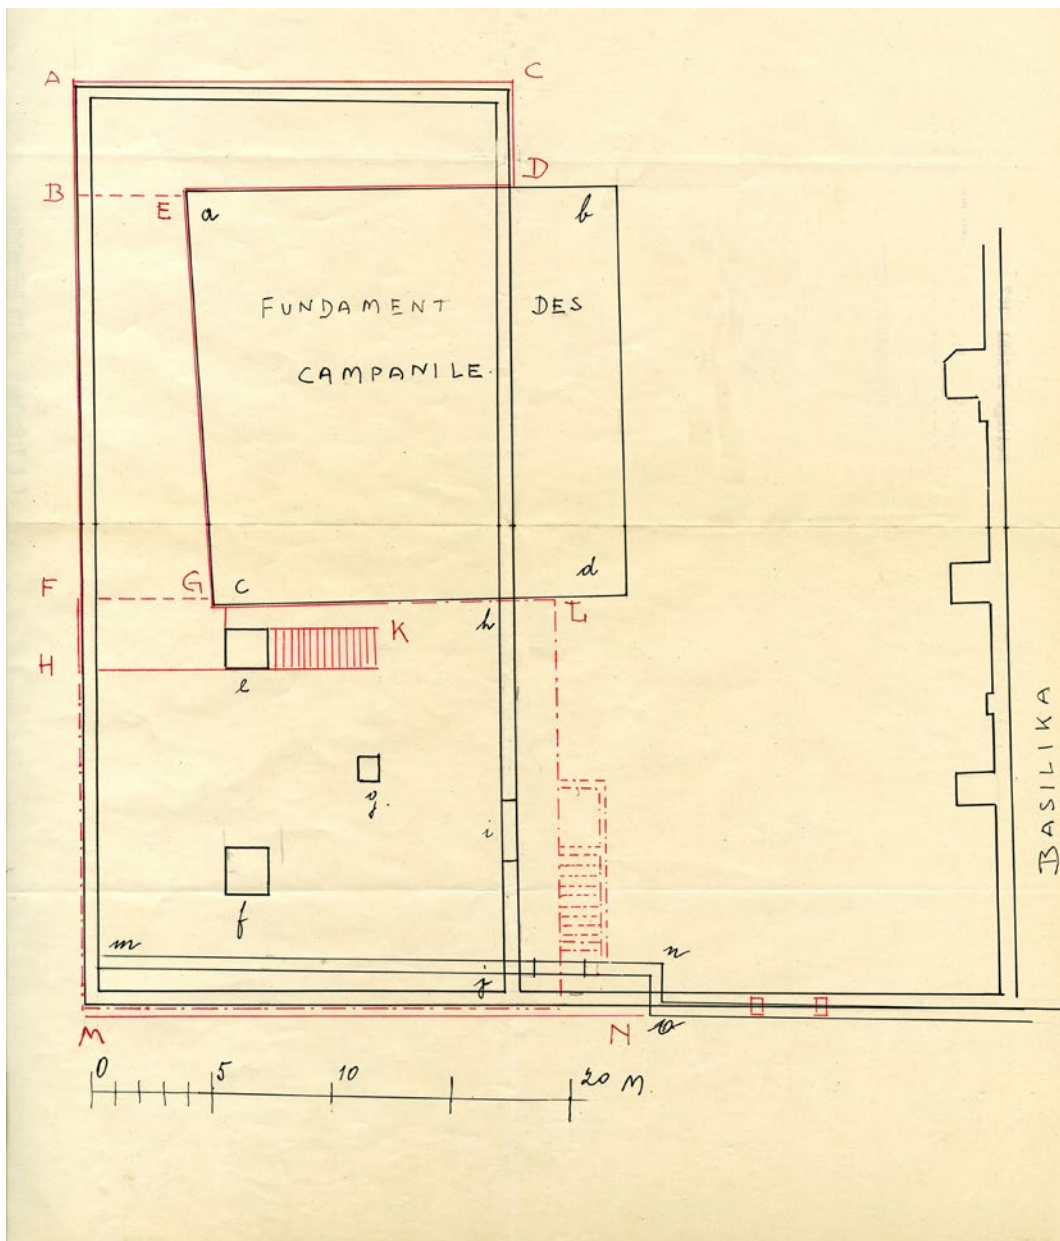 A C
B E D
a b
FUNDAMENT DES
CAMPANILE.
F G c d
h L
K
H
e
g.
i
BASILIKA
f
m n
j
M N o
0 5 10 20 M.